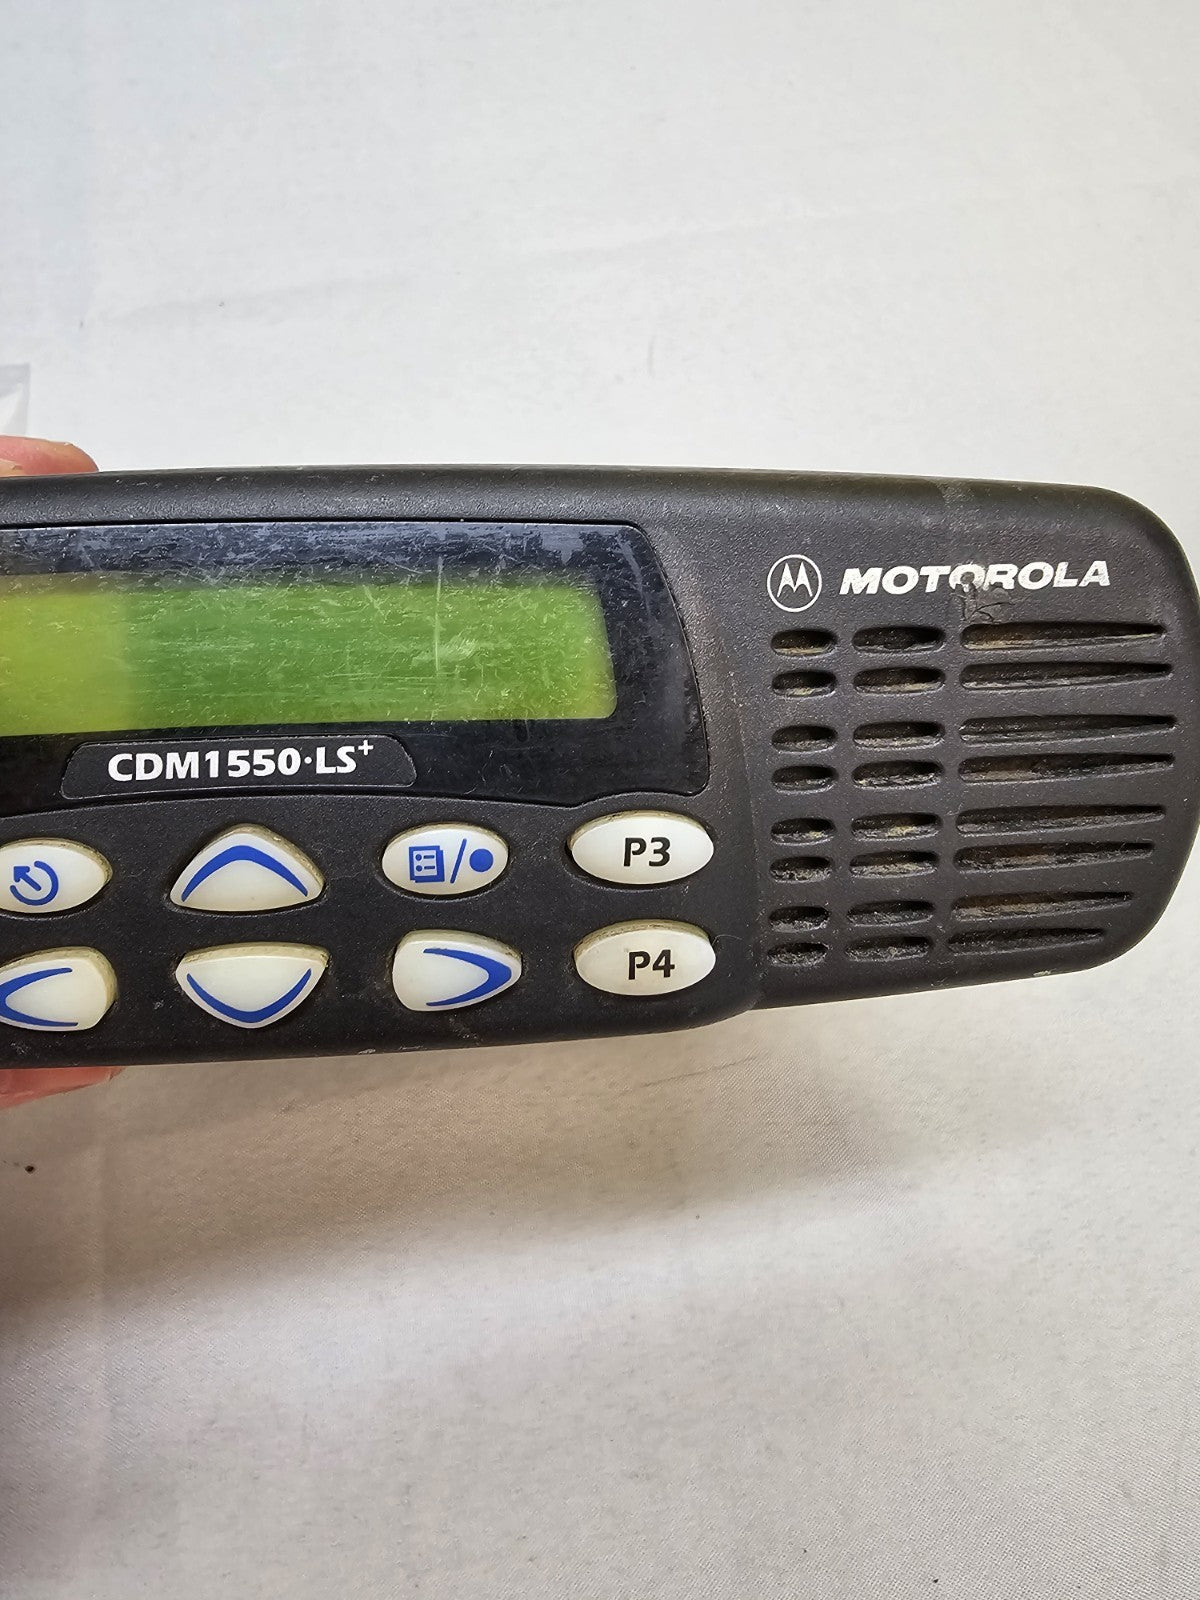 MOTOROLA
CDM1550·LS+
P3
P4